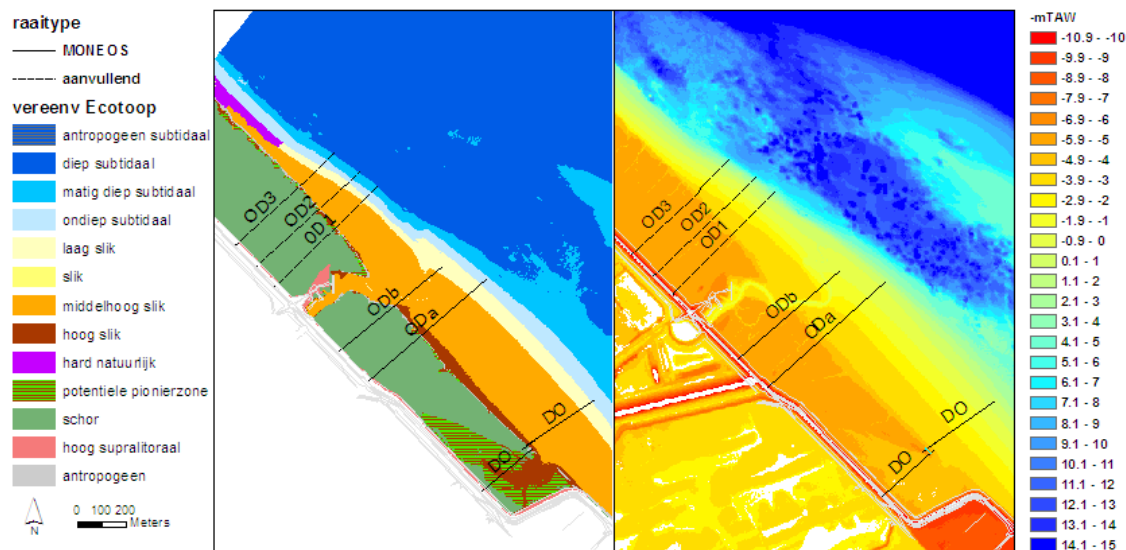 raaitype
MONEOS
aanvullend
vereenv Ecotoop
antropogeen subtidaal
diep subtidaal
matig diep subtidaal
ondiep subtidaal
laag slik
slik
middelhoog slik
hoog slik
hard natuurlijk
potentiele pionierzone
schor
hoog supralitoraal
antropogeen
N
0 100 200
Meters
OD3
OD2
OD1
ODb
ODa
DO
DO
OD3
OD2
OD1
ODb
ODa
DO
DO
-mTAW
-10.9 - -10
-9.9 - -9
-8.9 - -8
-7.9 - -7
-6.9 - -6
-5.9 - -5
-4.9 - -4
-3.9 - -3
-2.9 - -2
-1.9 - -1
-0.9 - 0
0.1 - 1
1.1 - 2
2.1 - 3
3.1 - 4
4.1 - 5
5.1 - 6
6.1 - 7
7.1 - 8
8.1 - 9
9.1 - 10
10.1 - 11
11.1 - 12
12.1 - 13
13.1 - 14
14.1 - 15